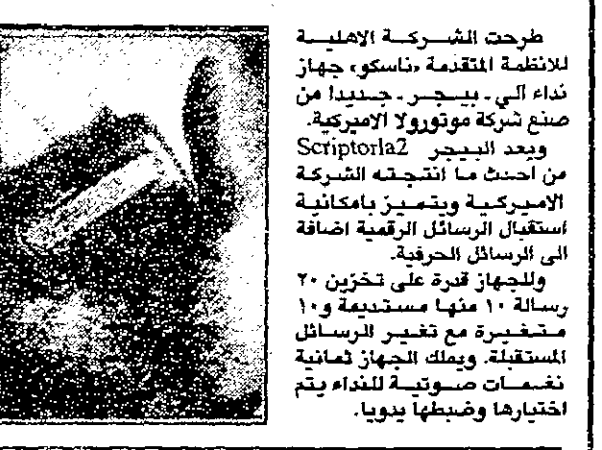 طرحت الشركة الاهلية
للانظمة المتقدمة «ناسكو» جهاز
نداء الي ـ بيجر ـ جديدا من
صنع شركة موتورولا الاميركية.
ويعد البيجر Scriptorla2
من احدث ما انتجته الشركة
الاميركية ويتميز بامكانية
استقبال الرسائل الرقمية اضافة
الى الرسائل الحرفية.
وللجهاز قدرة على تخزين ٢٠
رسالة ١٠ منها مستديمة و١٠
متغيرة مع تغير الرسائل
المستقبلة. ويملك الجهاز ثمانية
نغمات صوتية للنداء يتم
اختيارها وضبطها يدويا.